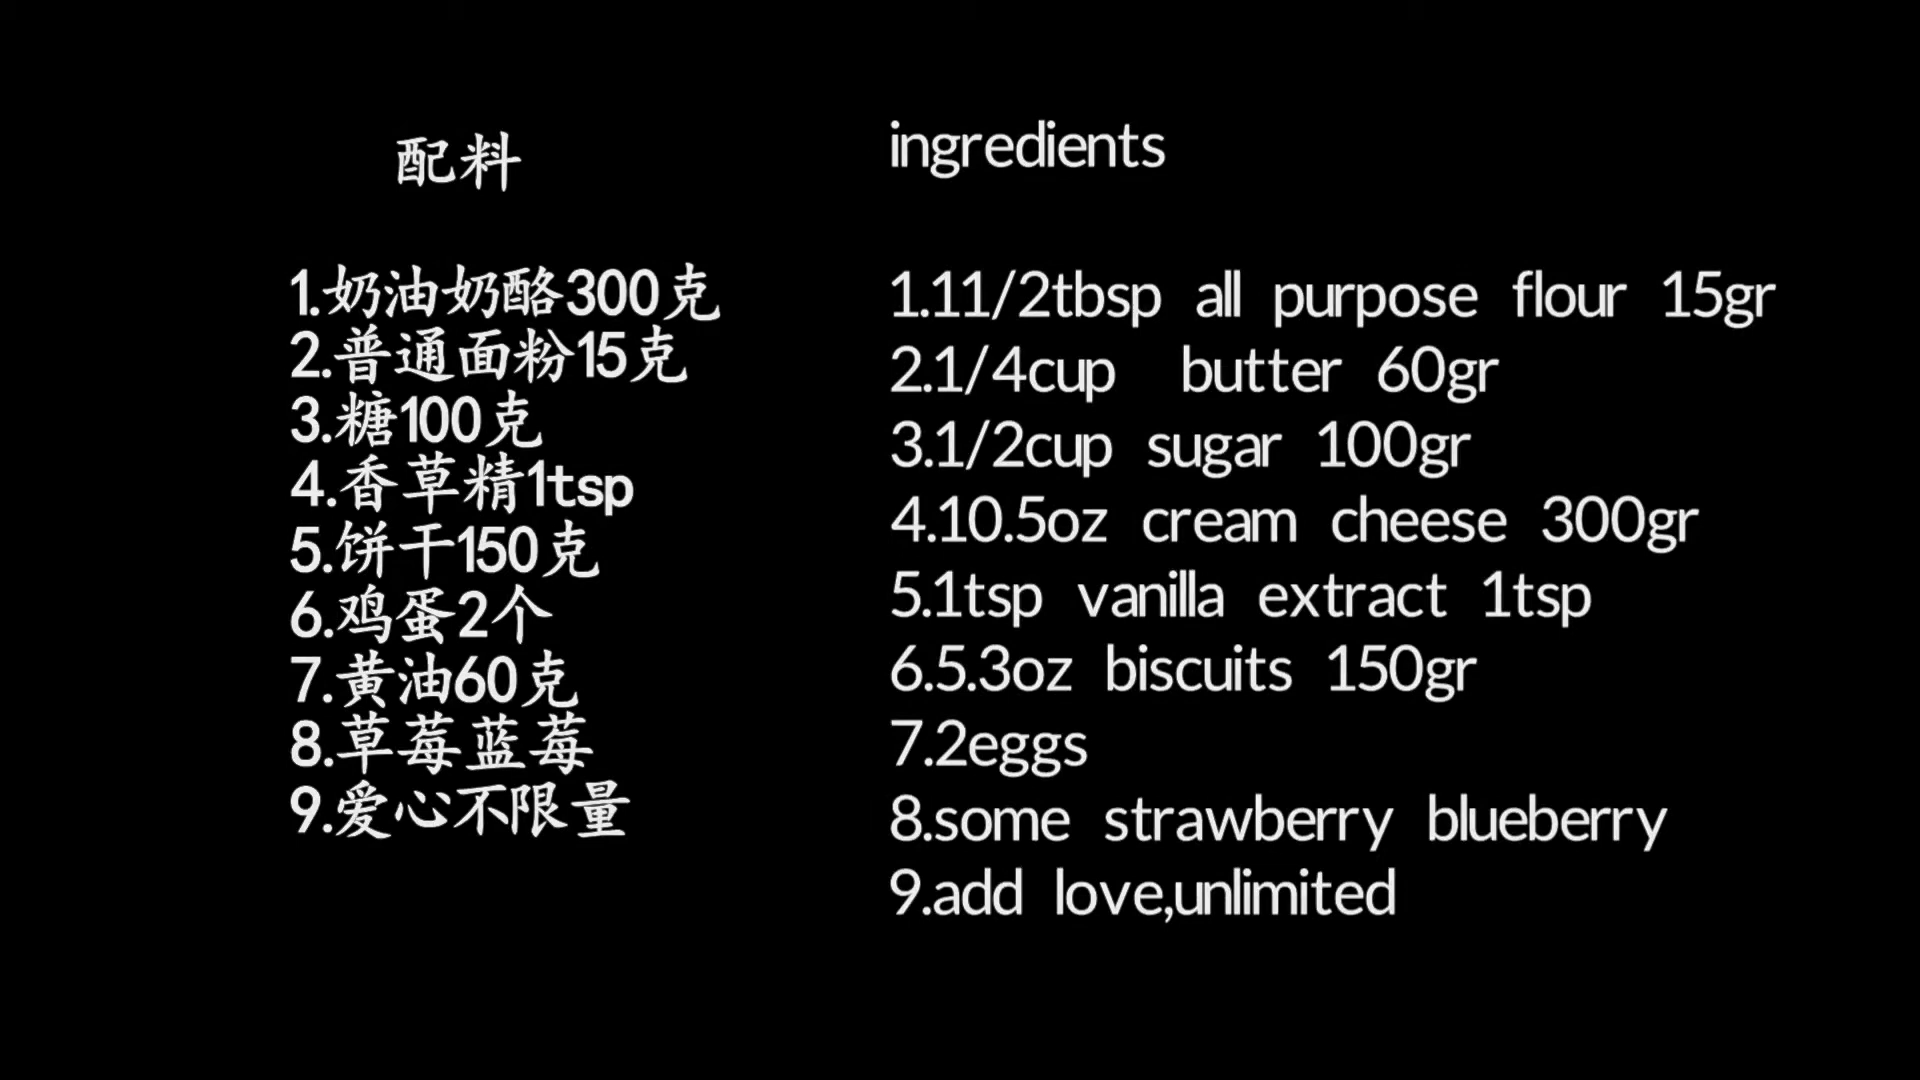 配料
1.奶油奶酪300克
2.普通面粉15克
3.糖100克
4.香草精1tsp
5.饼干150克
6.鸡蛋2个
7.黄油60克
8.草莓蓝莓
9.爱心不限量
ingredients
1.11/2tbsp all purpose flour 15gr
2.1/4cup butter 60gr
3.1/2cup sugar 100gr
4.10.5oz cream cheese 300gr
5.1tsp vanilla extract 1tsp
6.5.3oz biscuits 150gr
7.2eggs
8.some strawberry blueberry
9.add love,unlimited